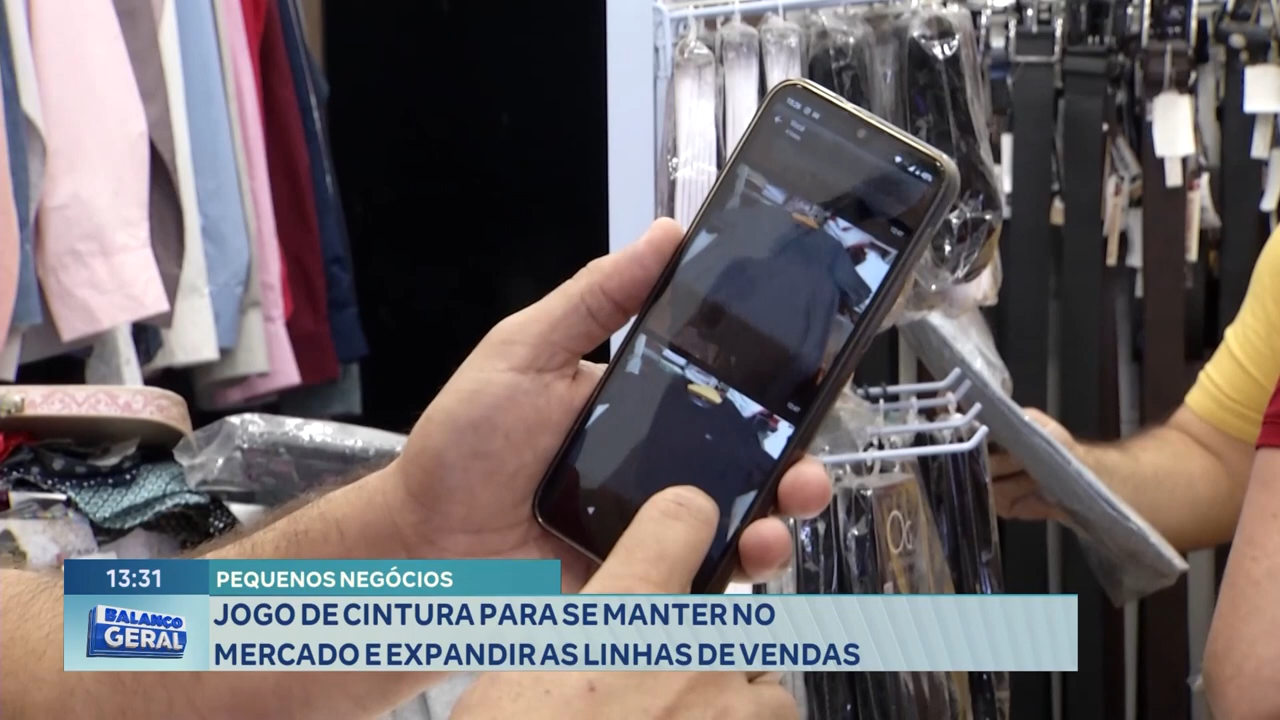 13:31
PEQUENOS NEGÓCIOS
BALANÇO
GERAL
JOGO DE CINTURA PARA SE MANTER NO
MERCADO E EXPANDIR AS LINHAS DE VENDAS